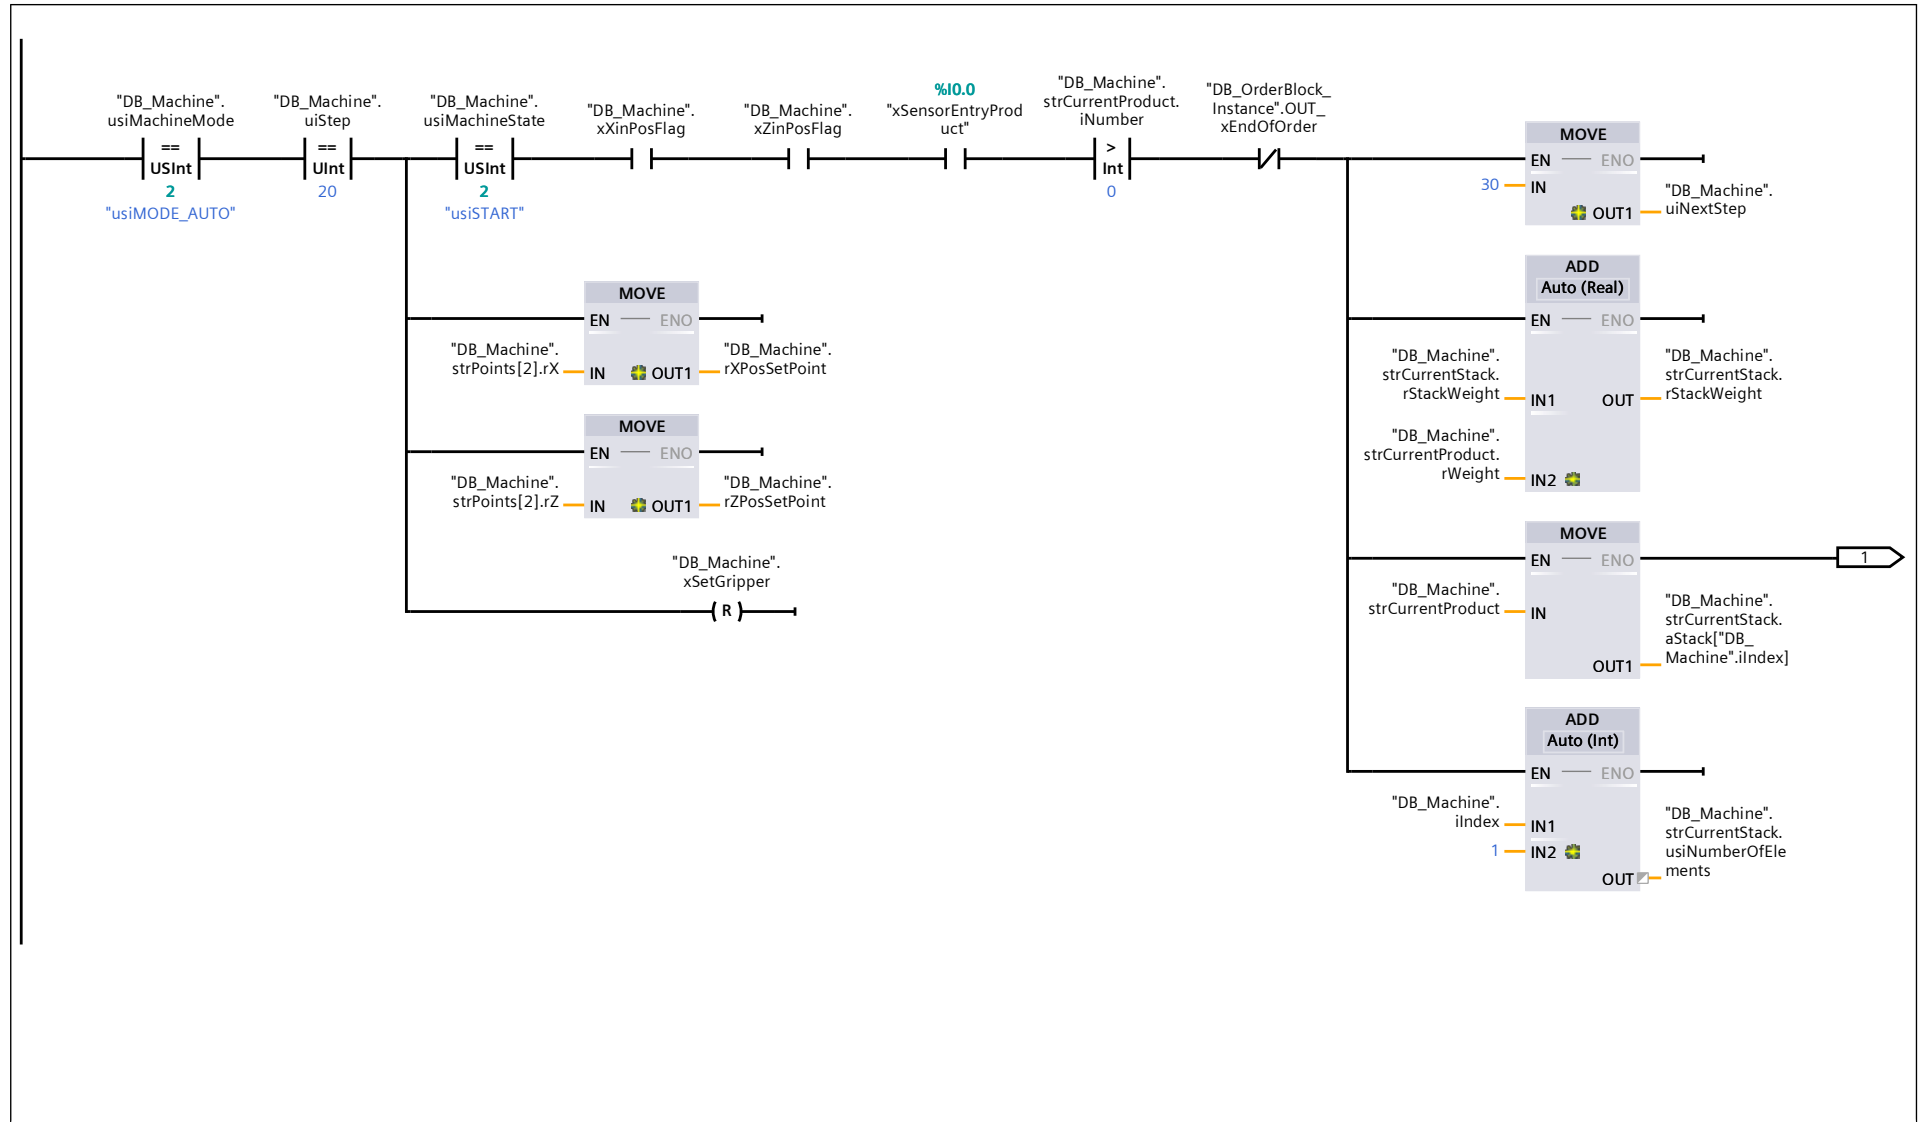 "DB_Machine".
usiMachineMode
==
USInt
2
"usiMODE_AUTO"
"DB_Machine".
uiStep
==
UInt
20
"DB_Machine".
usiMachineState
==
USInt
2
"usiSTART"
"DB_Machine".
xXinPosFlag
"DB_Machine".
xZinPosFlag
%I0.0
"xSensorEntryProd
uct"
"DB_Machine".
strCurrentProduct.
iNumber
>
Int
0
"DB_OrderBlock_
Instance".OUT_
xEndOfOrder
MOVE
EN ENO
30 IN
OUT1
"DB_Machine".
uiNextStep
MOVE
EN ENO
"DB_Machine".
strPoints[2].rX
IN OUT1
"DB_Machine".
rXPosSetPoint
MOVE
EN ENO
"DB_Machine".
strPoints[2].rZ
IN OUT1
"DB_Machine".
rZPosSetPoint
"DB_Machine".
xSetGripper
R
ADD
Auto (Real)
EN ENO
"DB_Machine".
strCurrentStack.
rStackWeight
IN1 OUT
"DB_Machine".
strCurrentStack.
rStackWeight
"DB_Machine".
strCurrentProduct.
rWeight
IN2
MOVE
EN ENO
1
"DB_Machine".
strCurrentProduct
IN
OUT1
"DB_Machine".
strCurrentStack.
aStack["DB_
Machine".iIndex]
ADD
Auto (Int)
EN ENO
"DB_Machine".
iIndex
IN1
1 IN2
OUT
"DB_Machine".
strCurrentStack.
usiNumberOfEle
ments